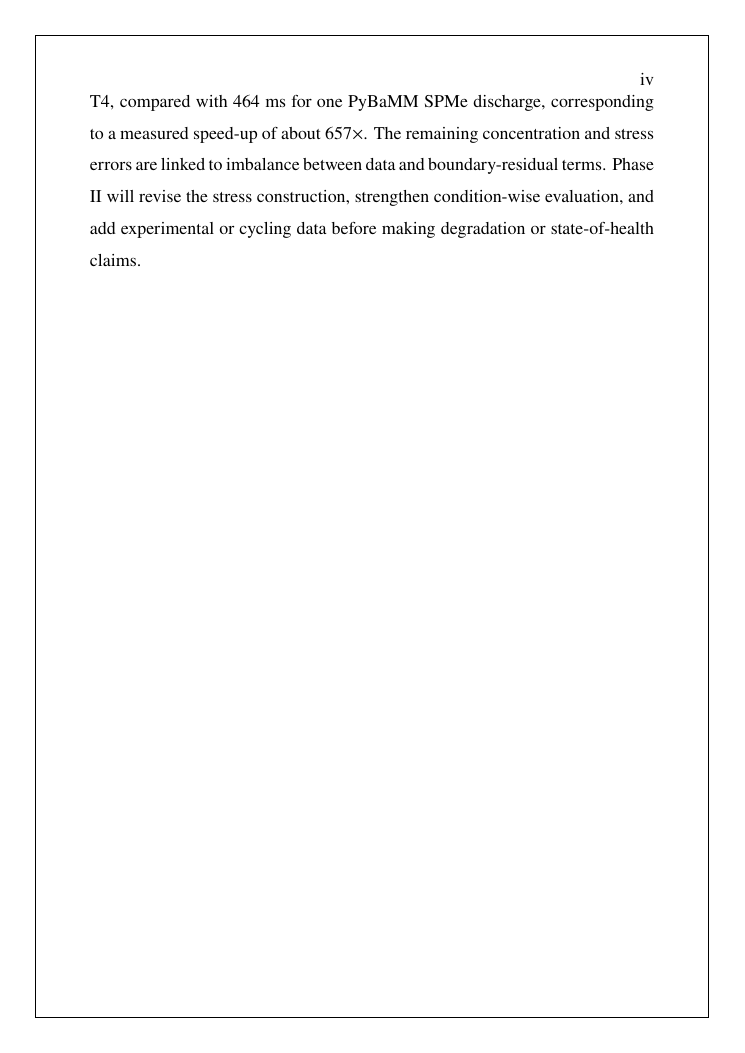 iv
T4, compared with 464 ms for one PyBaMM SPMe discharge, corresponding
to a measured speed-up of about 657×. The remaining concentration and stress
errors are linked to imbalance between data and boundary-residual terms. Phase
II will revise the stress construction, strengthen condition-wise evaluation, and
add experimental or cycling data before making degradation or state-of-health
claims.